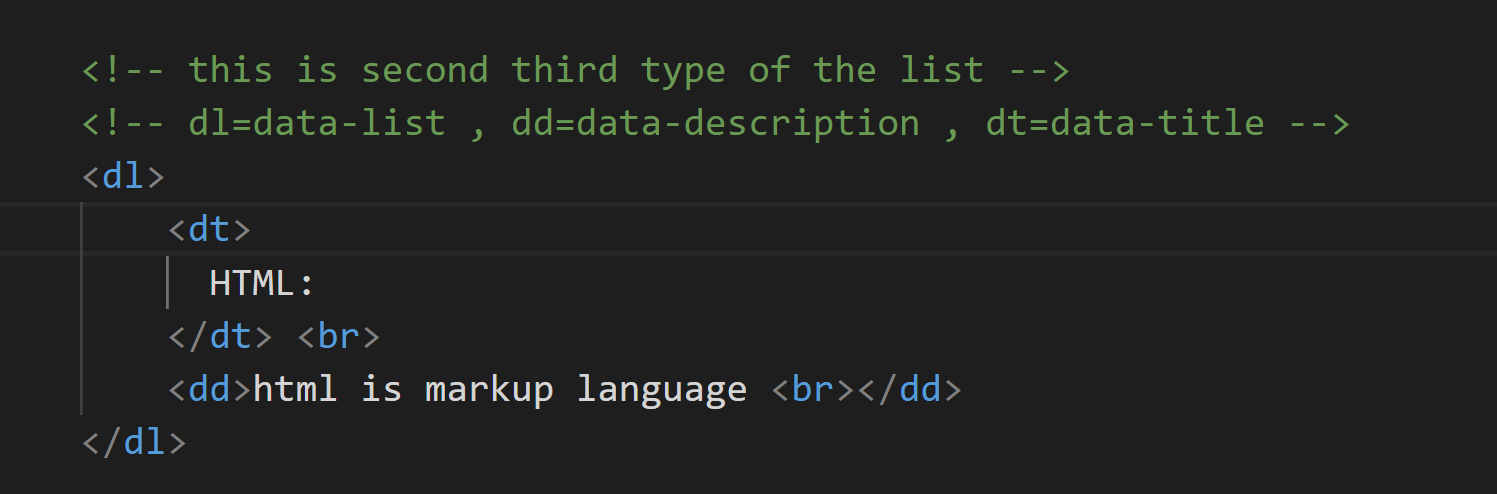 <!-- this is second third type of the list -->
<!-- dl=data-list , dd=data-description , dt=data-title -->
<dl>
    <dt>
      HTML:
    </dt> <br>
    <dd>html is markup language <br></dd>
</dl>